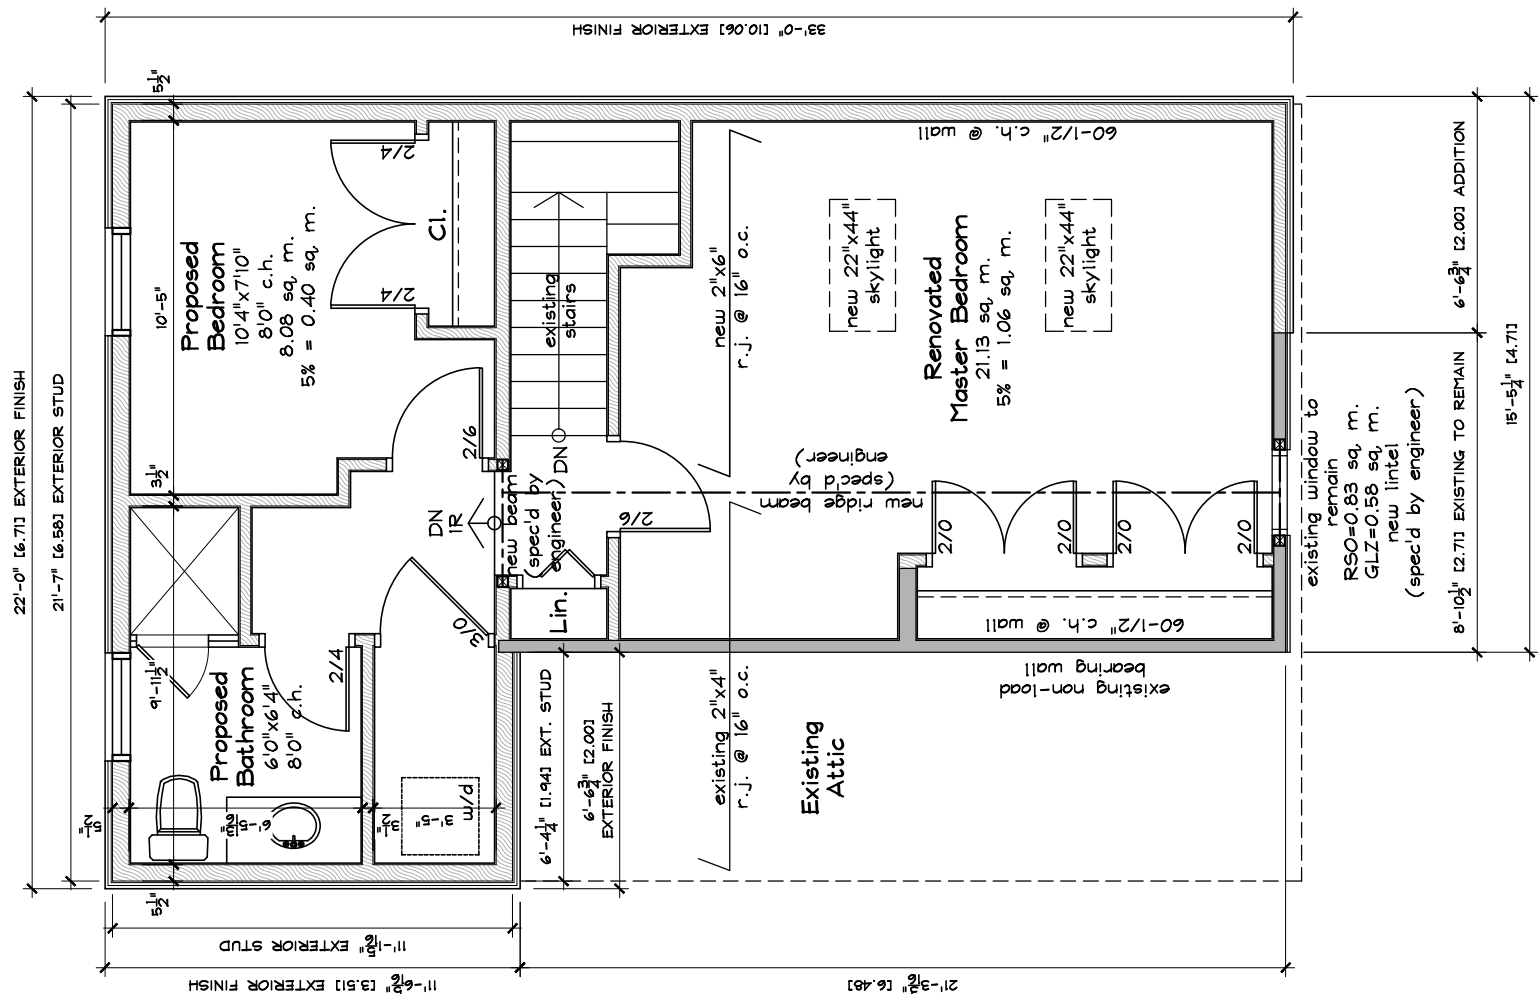 33'-0" [10.06] EXTERIOR FINISH
22'-0" [6.71] EXTERIOR FINISH
21'-7" [6.58] EXTERIOR STUD
5 1/2"
10'-5"
3 1/2"
9'-11 1/2"
5 1/2"
Proposed
Bedroom
10'4"x7'10"
8'0" c.h.
8.08 sq. m.
5% = 0.40 sq. m.
2/4
2/4
Cl.
2/6
existing
stairs
DN
DN
1R
new beam
(spec'd by
engineer)
2/6
Lin.
3/0
2/4
Proposed
Bathroom
6'0"x6'4"
8'0" c.h.
5 1/2"
6'-5 3/16"
3 1/2"
3'-5"
w/d
60-1/2" c.h. @ wall
new 2"x6"
r.j. @ 16" o.c.
new 22"x44"
skylight
new 22"x44"
skylight
Renovated
Master Bedroom
21.13 sq. m.
5% = 1.06 sq. m.
new ridge beam
(spec'd by
engineer)
2/0
2/0
2/0
2/0
60-1/2" c.h. @ wall
existing non-load
bearing wall
existing 2"x4"
r.j. @ 16" o.c.
Existing
Attic
existing window to
remain
RSO=0.83 sq. m.
GLZ=0.58 sq. m.
new lintel
(spec'd by engineer)
6'-6 3/4" [2.00] ADDITION
8'-10 1/2" [2.71] EXISTING TO REMAIN
15'-5 1/4" [4.71]
6'-4 1/4" [1.94] EXT. STUD
6'-6 3/4" [2.00]
EXTERIOR FINISH
11'-1 5/16" EXTERIOR STUD
11'-6 3/16" [3.51] EXTERIOR FINISH
21'-3 3/16" [6.48]